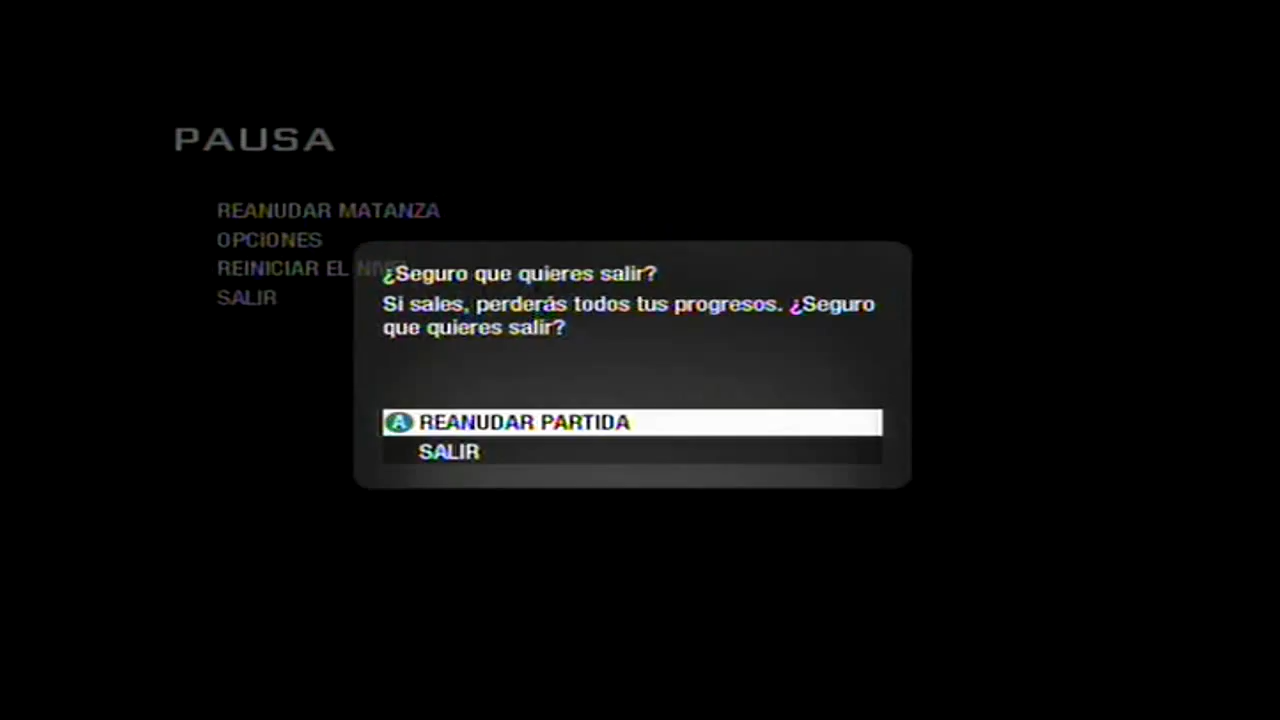 PAUSA
REANUDAR MATANZA
OPCIONES
REINICIAR EL NIVEL
SALIR
¿Seguro que quieres salir?
Si sales, perderás todos tus progresos. ¿Seguro
que quieres salir?
A REANUDAR PARTIDA
SALIR